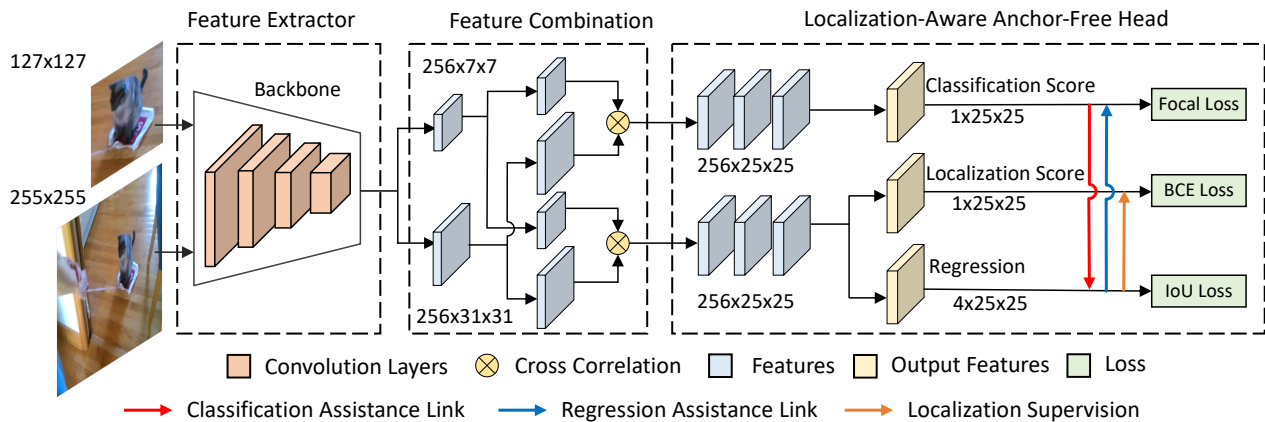 Feature Extractor
Feature Combination
Localization-Aware Anchor-Free Head
127x127
255x255
Backbone
256x7x7
256x31x31
256x25x25
256x25x25
Classification Score
1x25x25
Localization Score
1x25x25
Regression
4x25x25
Focal Loss
BCE Loss
IoU Loss
Convolution Layers
Cross Correlation
Features
Output Features
Loss
Classification Assistance Link
Regression Assistance Link
Localization Supervision